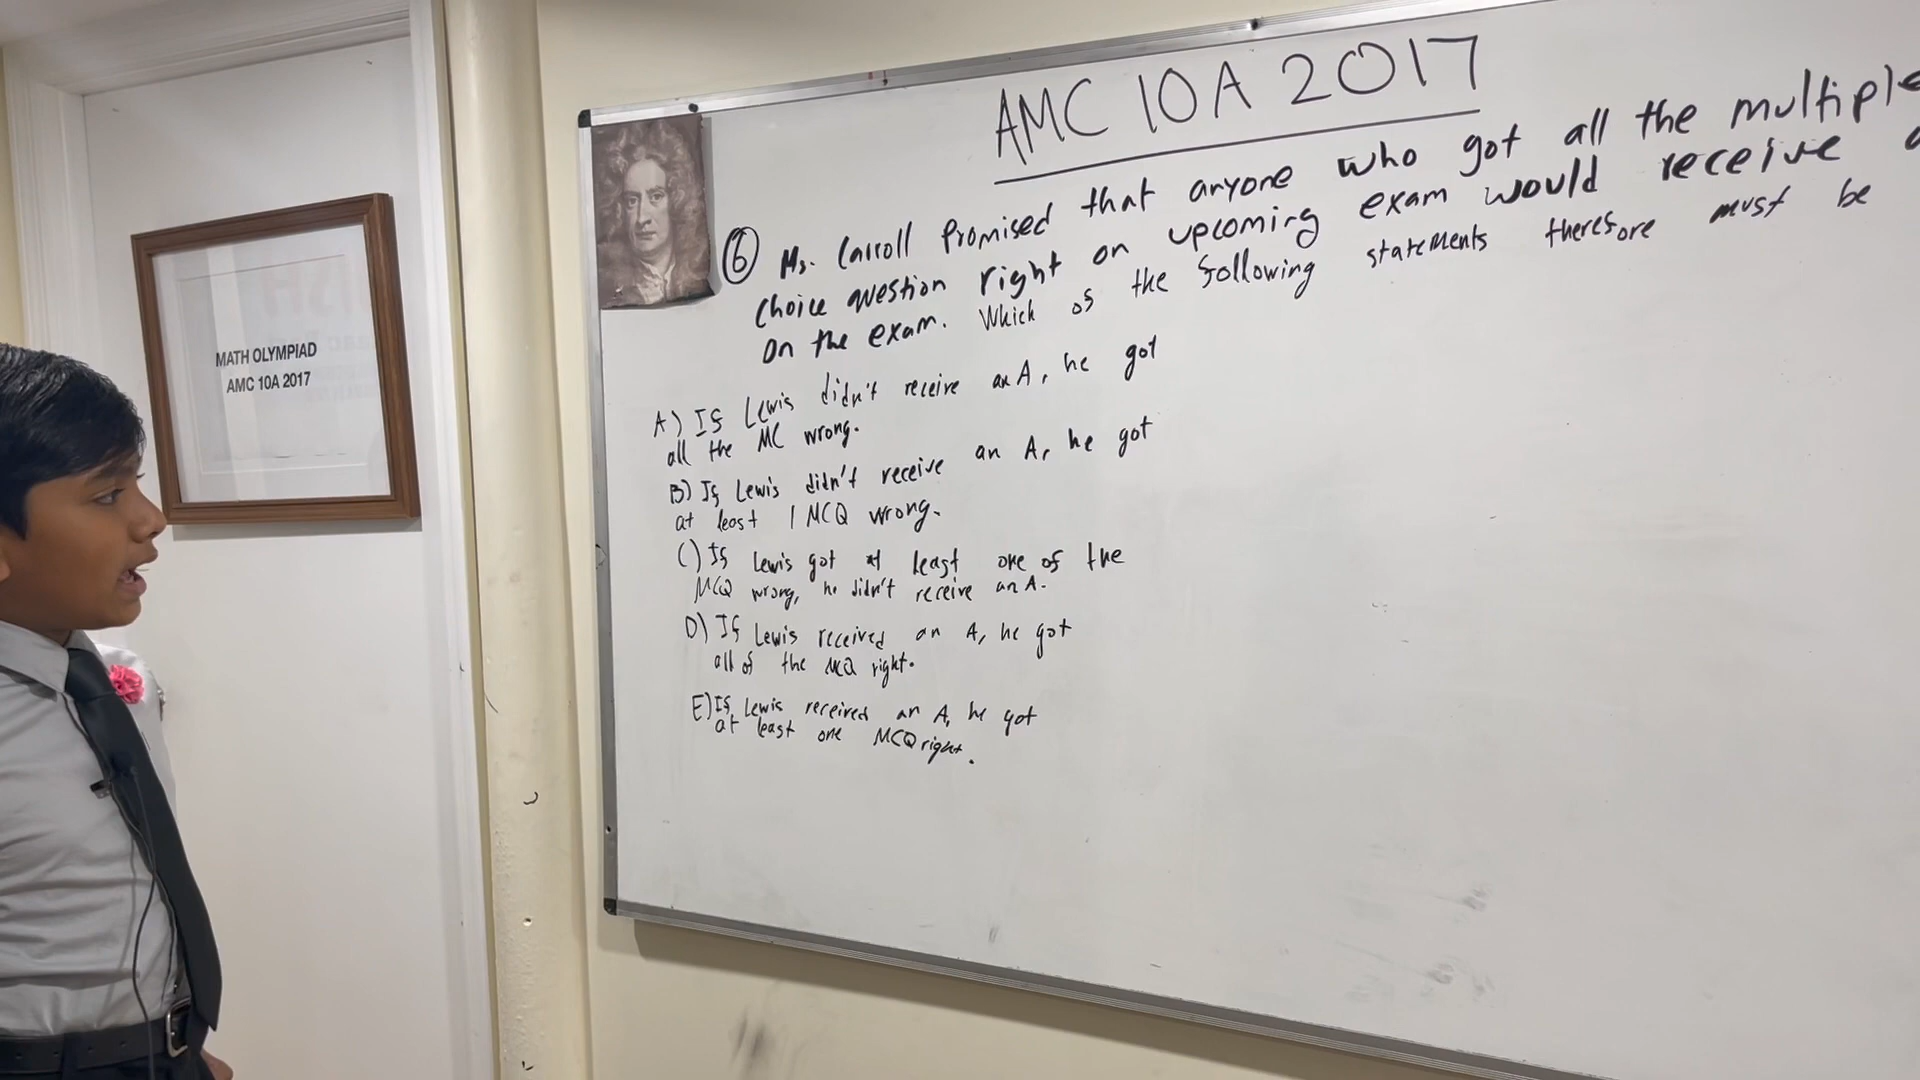 MATH OLYMPIAD
AMC 10A 2017
AMC 10A 2017
⑥ Ms. Carroll Promised that anyone who got all the multiple
choice question right on upcoming exam would receive a
on the exam. Which of the following statements therefore must be
A) If Lewis didn't receive an A, he got
all the MC wrong.
B) If Lewis didn't receive an A, he got
at least 1 MCQ wrong.
C) If Lewis got at least one of the
MCQ wrong, he didn't receive an A.
D) If Lewis received an A, he got
all of the MCQ right.
E) If Lewis received an A, he got
at least one MCQ right.